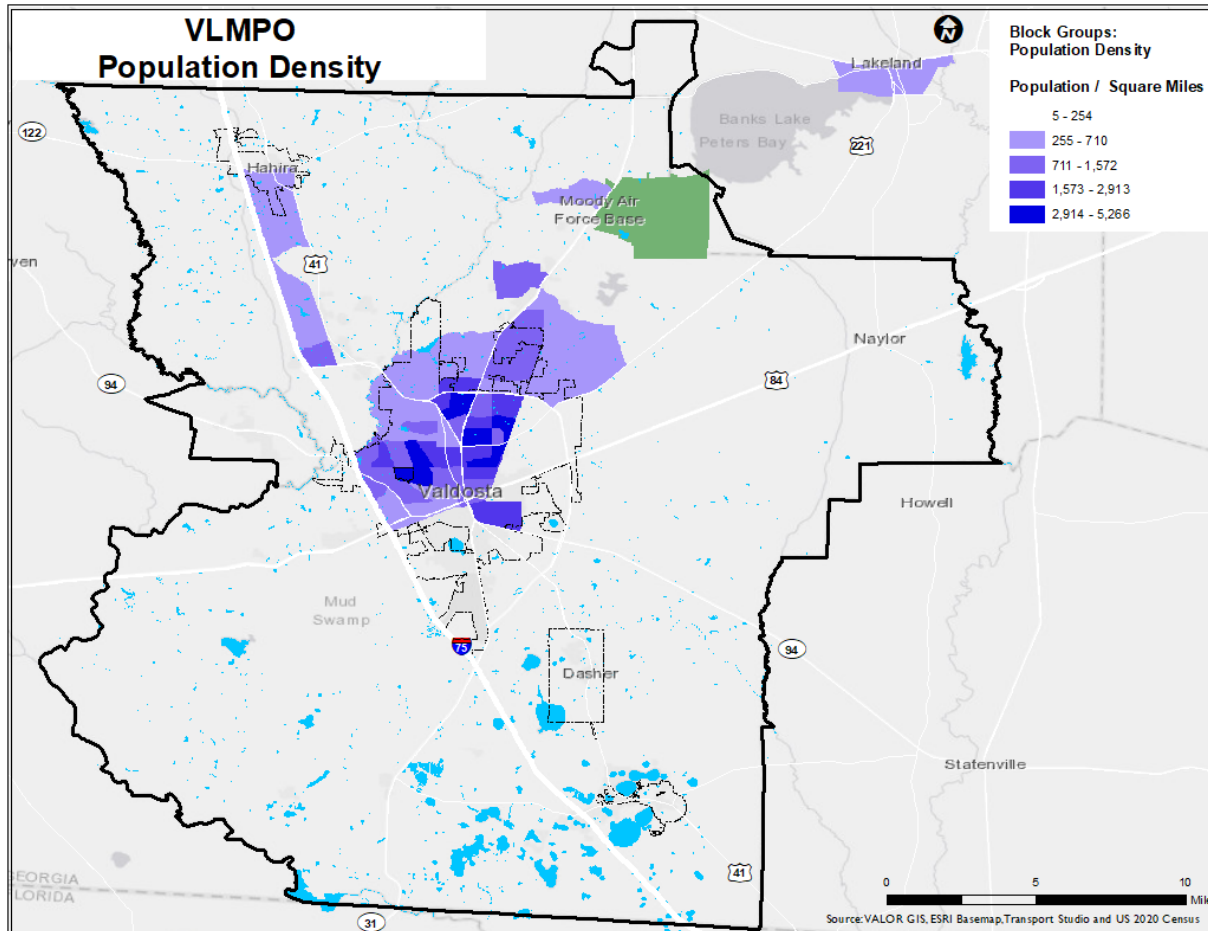 VLMPO
Population Density
N
Block Groups:
Population Density
Population / Square Miles
5 - 254
255 - 710
711 - 1,572
1,573 - 2,913
2,914 - 5,266
Lakeland
Banks Lake
Peters Bay
221
122
Hahira
Moody Air
Force Base
ven
41
Naylor
94
84
Valdosta
Howell
Mud
Swamp
75
94
Dasher
Statenville
41
GEORGIA
LORIDA
31
0 5 10
Mile
Source:VALOR GIS, ESRI Basemap,Transport Studio and US 2020 Census